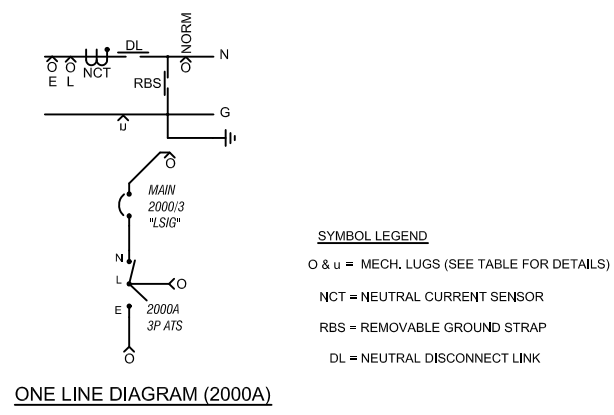 DL
NORM
N
O
O
NCT
O
E
L
RBS
G
u
O
MAIN
2000/3
"LSIG"
N
L
O
E
2000A
3P ATS
O
SYMBOL LEGEND
O & u = MECH. LUGS (SEE TABLE FOR DETAILS)
NCT = NEUTRAL CURRENT SENSOR
RBS = REMOVABLE GROUND STRAP
DL = NEUTRAL DISCONNECT LINK
ONE LINE DIAGRAM (2000A)